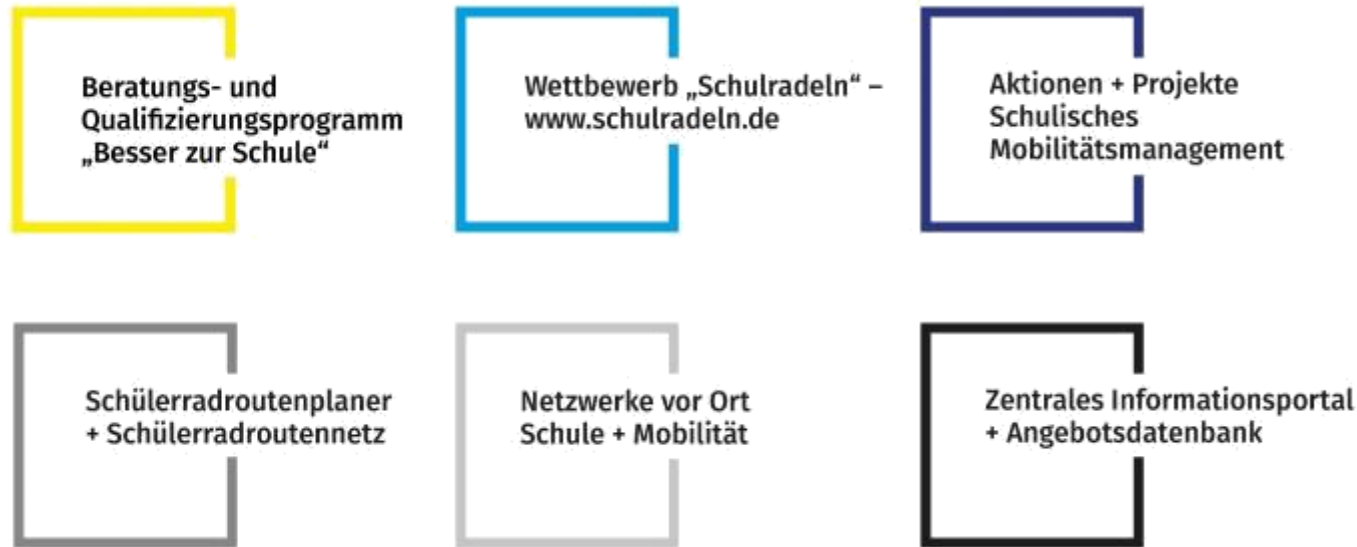 Beratungs- und
Qualifizierungsprogramm
„Besser zur Schule“
Wettbewerb „Schulradeln“ –
www.schulradeln.de
Aktionen + Projekte
Schulisches
Mobilitätsmanagement
Schülerradroutenplaner
+ Schülerradroutennetz
Netzwerke vor Ort
Schule + Mobilität
Zentrales Informationsportal
+ Angebotsdatenbank